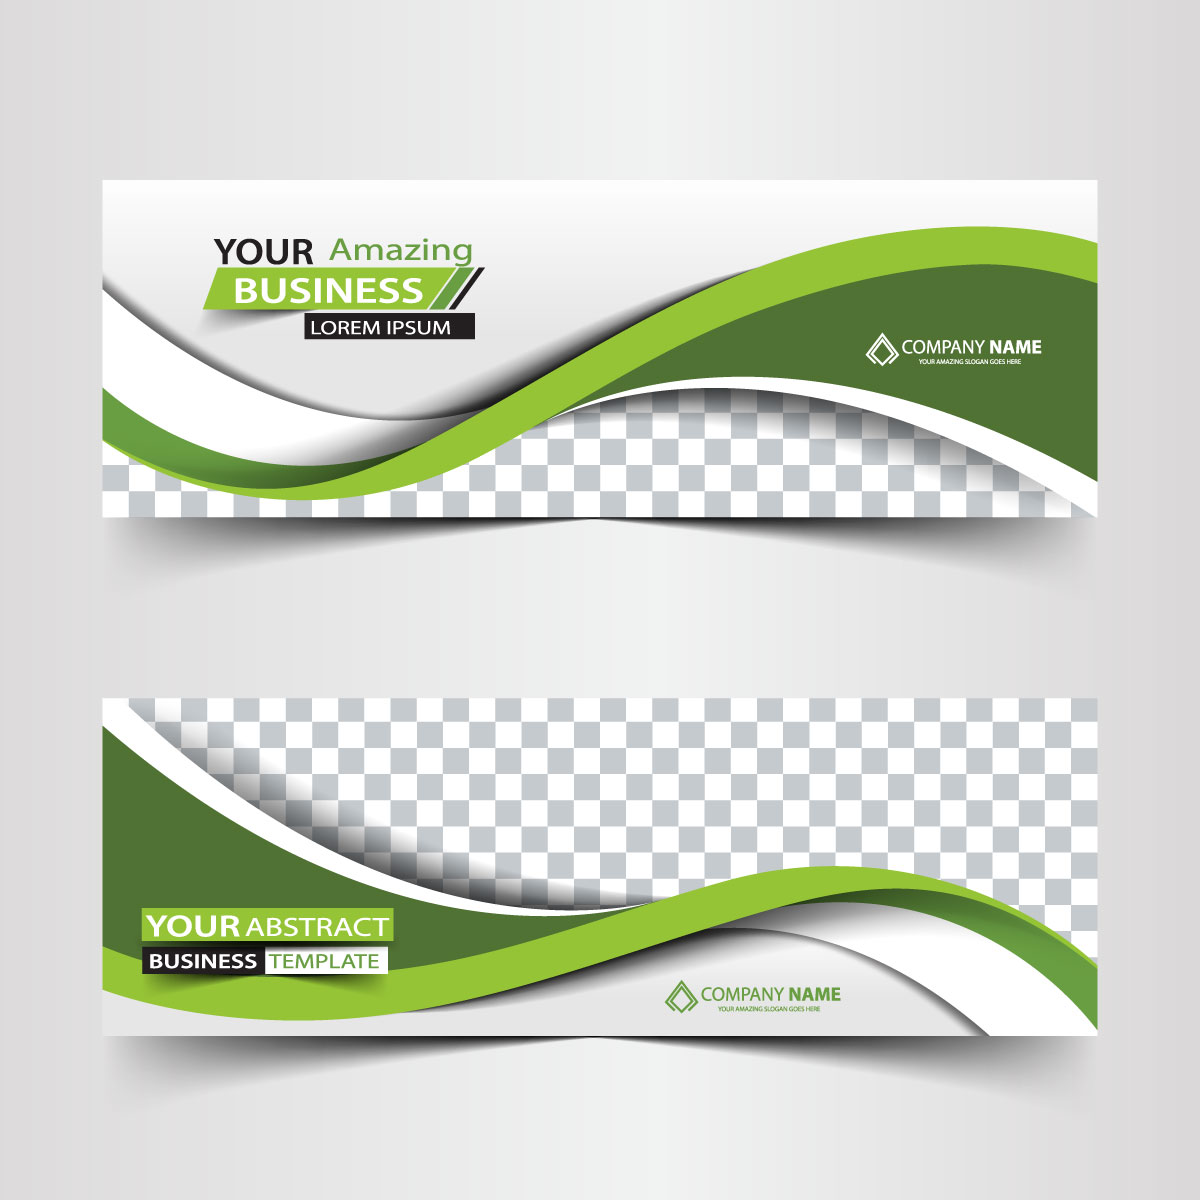 YOUR Amazing
BUSINESS
LOREM IPSUM
COMPANY NAME
YOUR AMAZING SLOGAN GOES HERE
YOUR ABSTRACT
BUSINESS TEMPLATE
COMPANY NAME
YOUR AMAZING SLOGAN GOES HERE